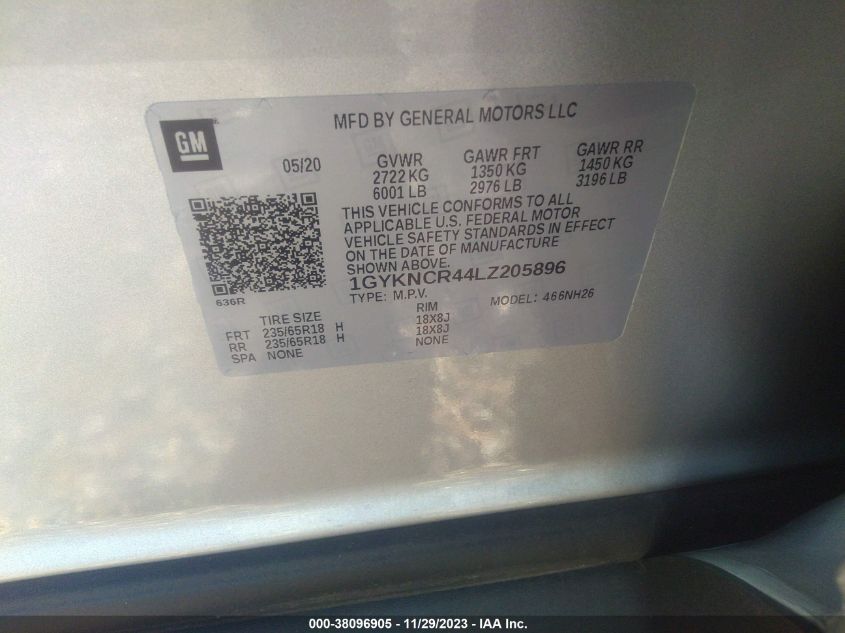 MFD BY GENERAL MOTORS LLC
GM
05/20
GVWR GAWR FRT GAWR RR
2722 KG 1350 KG 1450 KG
6001 LB 2976 LB 3196 LB
THIS VEHICLE CONFORMS TO ALL
APPLICABLE U.S. FEDERAL MOTOR
VEHICLE SAFETY STANDARDS IN EFFECT
ON THE DATE OF MANUFACTURE
SHOWN ABOVE.
1GYKNCR44LZ205896
636R
TYPE: M.P.V. MODEL: 466NH26
TIRE SIZE RIM
FRT 235/65R18 H 18X8J
RR 235/65R18 H 18X8J
SPA NONE NONE
000-38096905 - 11/29/2023 - IAA Inc.